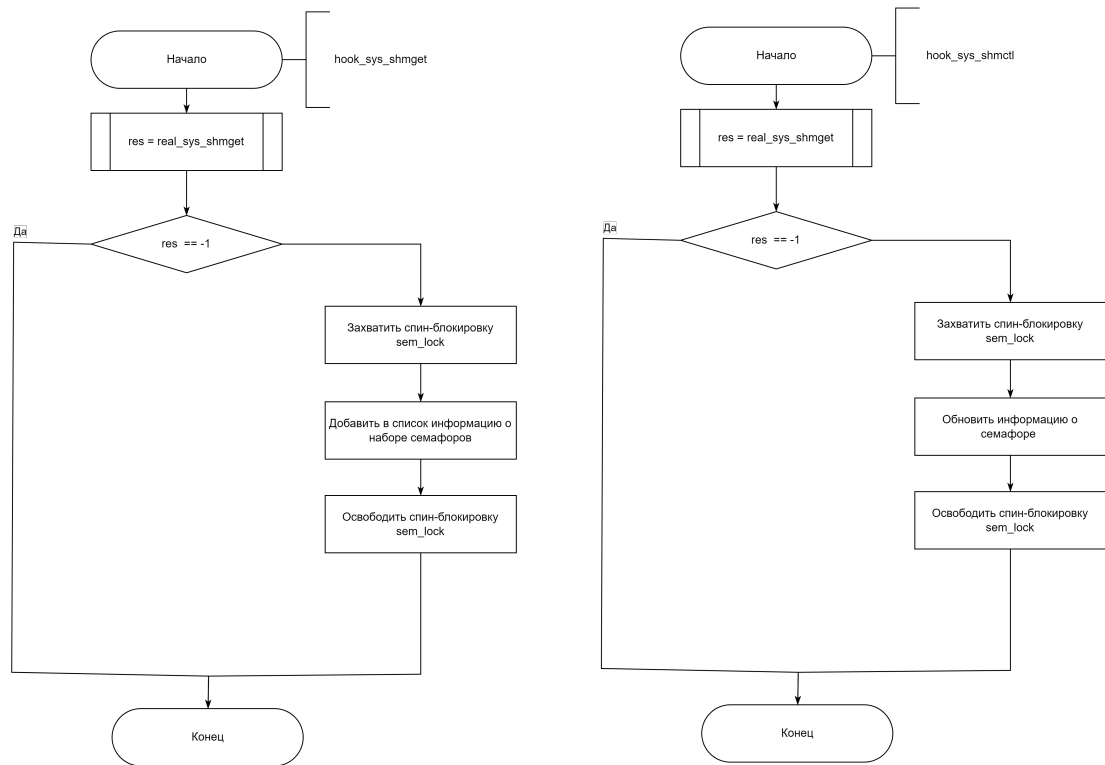 Начало
hook_sys_shmget
res = real_sys_shmget
Да
res == -1
Захватить спин-блокировку
sem_lock
Добавить в список информацию о
наборе семафоров
Освободить спин-блокировку
sem_lock
Конец
Начало
hook_sys_shmctl
res = real_sys_shmget
Да
res == -1
Захватить спин-блокировку
sem_lock
Обновить информацию о
семафоре
Освободить спин-блокировку
sem_lock
Конец